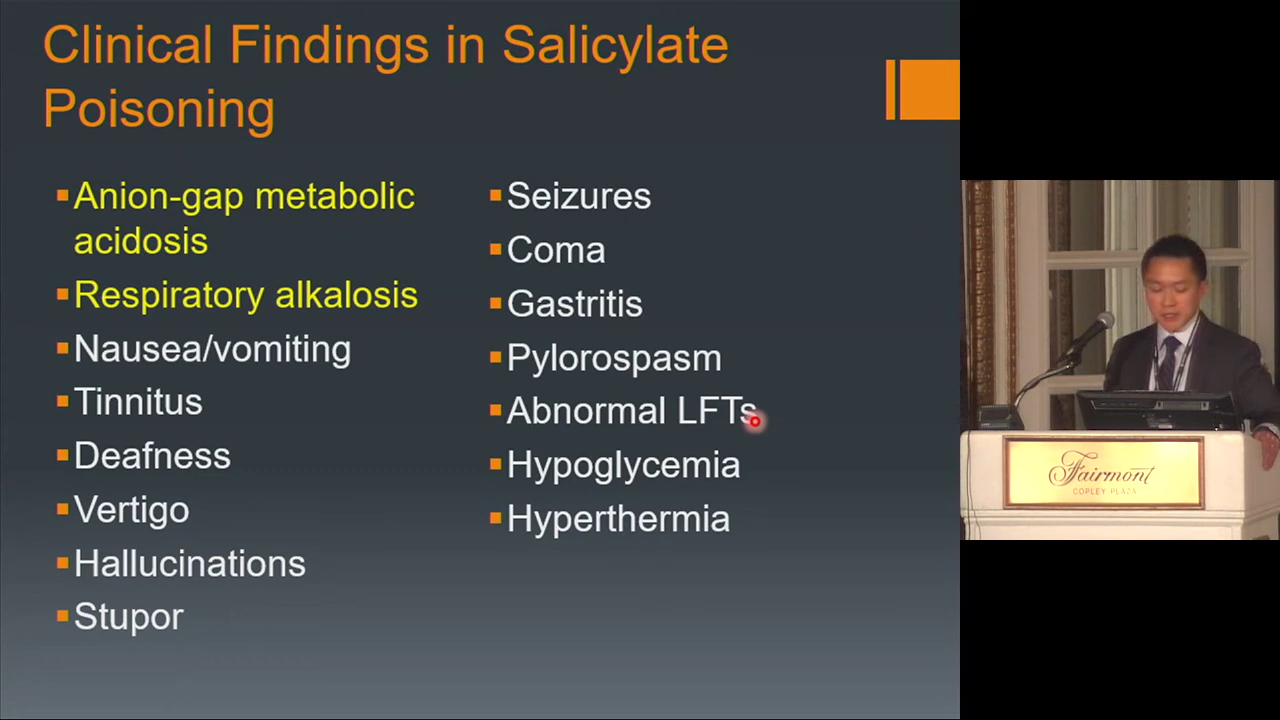 Clinical Findings in Salicylate
Poisoning
Anion-gap metabolic
acidosis
Respiratory alkalosis
Nausea/vomiting
Tinnitus
Deafness
Vertigo
Hallucinations
Stupor
Seizures
Coma
Gastritis
Pylorospasm
Abnormal LFTs
Hypoglycemia
Hyperthermia
Fairmont
COPLEY PLAZA